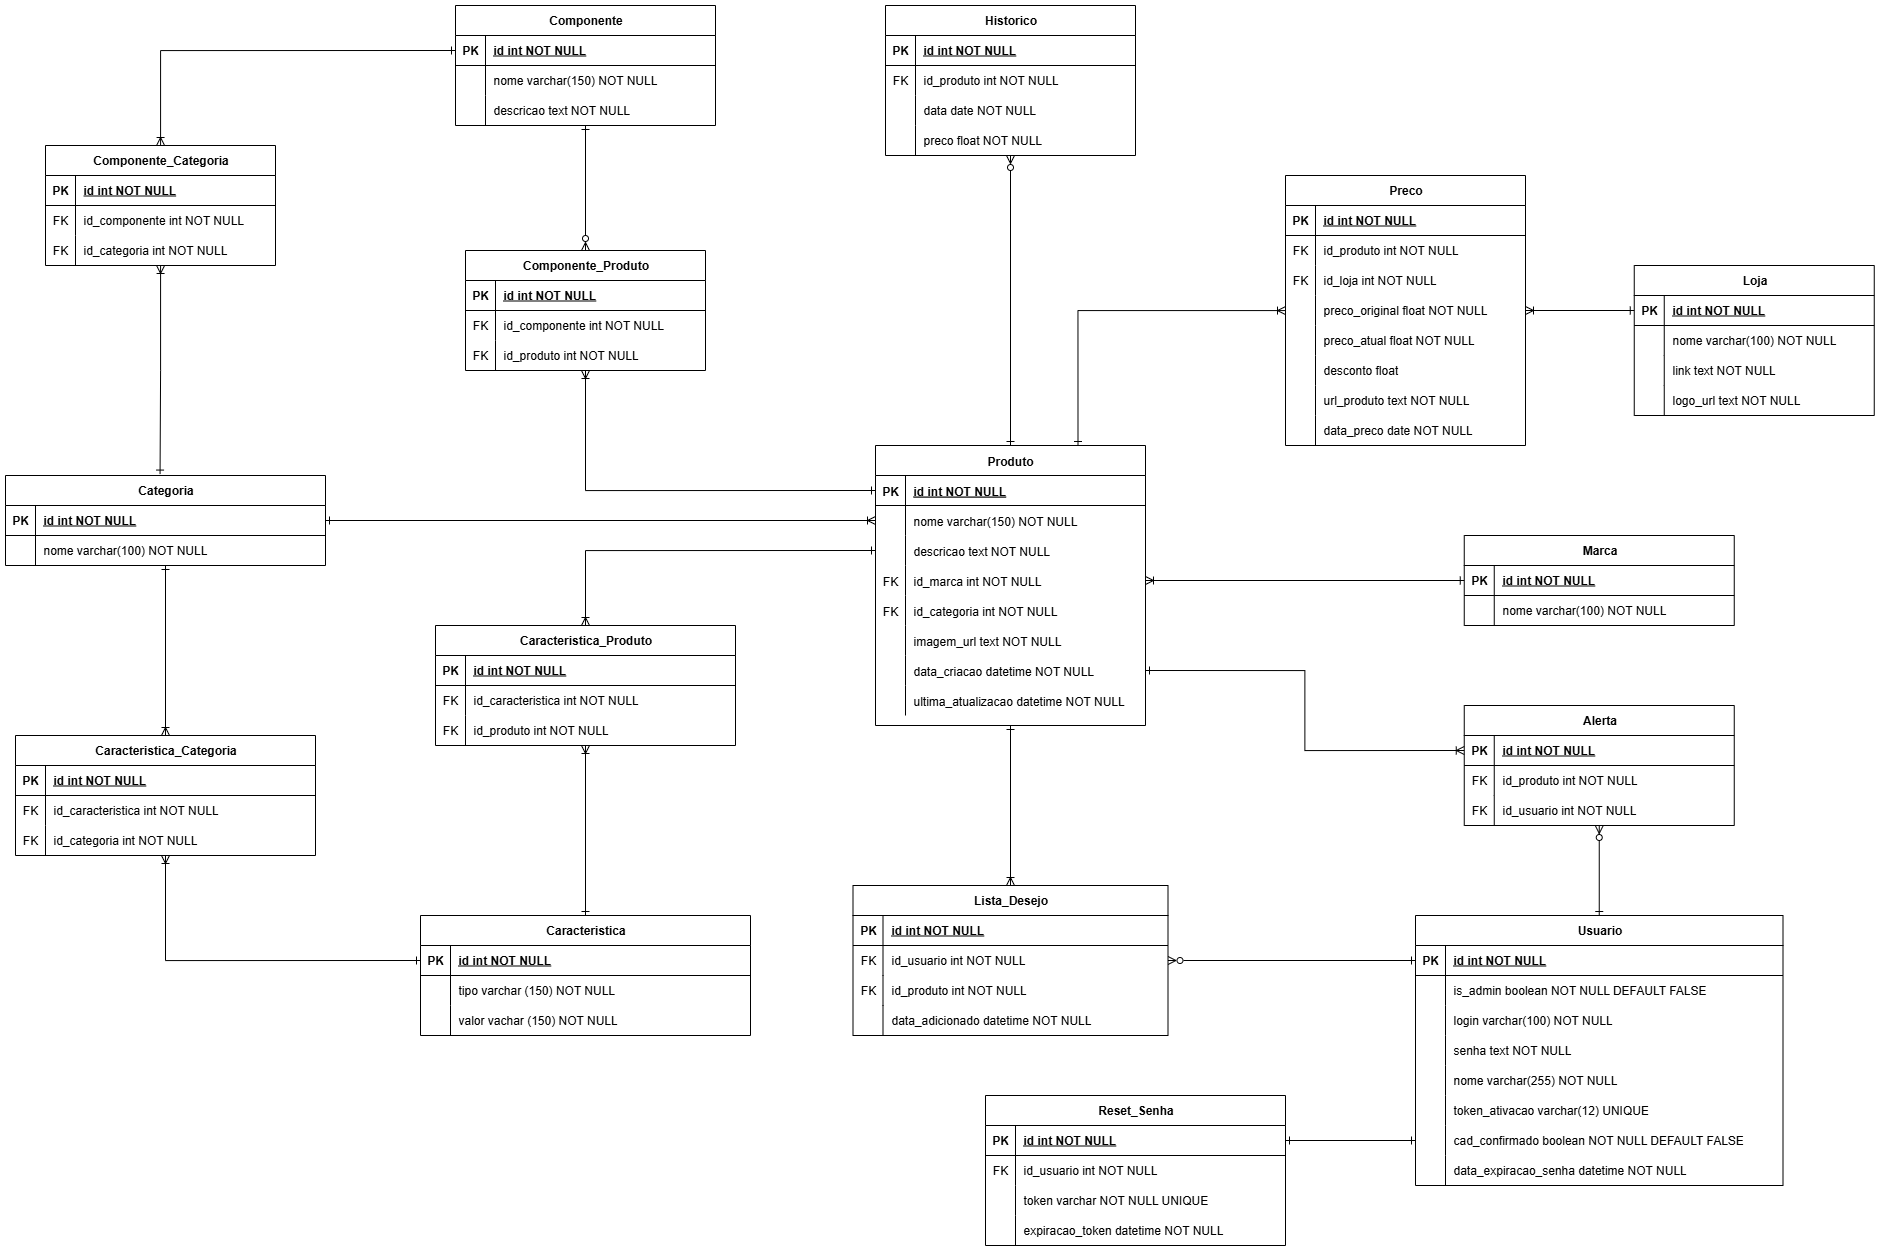 Componente
PK id int NOT NULL
nome varchar(150) NOT NULL
descricao text NOT NULL
Historico
PK id int NOT NULL
FK id_produto int NOT NULL
data date NOT NULL
preco float NOT NULL
Componente_Categoria
PK id int NOT NULL
FK id_componente int NOT NULL
FK id_categoria int NOT NULL
Preco
PK id int NOT NULL
FK id_produto int NOT NULL
FK id_loja int NOT NULL
preco_original float NOT NULL
preco_atual float NOT NULL
desconto float
url_produto text NOT NULL
data_preco date NOT NULL
Componente_Produto
PK id int NOT NULL
FK id_componente int NOT NULL
FK id_produto int NOT NULL
Loja
PK id int NOT NULL
nome varchar(100) NOT NULL
link text NOT NULL
logo_url text NOT NULL
Produto
PK id int NOT NULL
nome varchar(150) NOT NULL
descricao text NOT NULL
FK id_marca int NOT NULL
FK id_categoria int NOT NULL
imagem_url text NOT NULL
data_criacao datetime NOT NULL
ultima_atualizacao datetime NOT NULL
Categoria
PK id int NOT NULL
nome varchar(100) NOT NULL
Marca
PK id int NOT NULL
nome varchar(100) NOT NULL
Caracteristica_Produto
PK id int NOT NULL
FK id_caracteristica int NOT NULL
FK id_produto int NOT NULL
Alerta
PK id int NOT NULL
FK id_produto int NOT NULL
FK id_usuario int NOT NULL
Caracteristica_Categoria
PK id int NOT NULL
FK id_caracteristica int NOT NULL
FK id_categoria int NOT NULL
Lista_Desejo
PK id int NOT NULL
FK id_usuario int NOT NULL
FK id_produto int NOT NULL
data_adicionado datetime NOT NULL
Caracteristica
PK id int NOT NULL
tipo varchar (150) NOT NULL
valor vachar (150) NOT NULL
Usuario
PK id int NOT NULL
is_admin boolean NOT NULL DEFAULT FALSE
login varchar(100) NOT NULL
senha text NOT NULL
nome varchar(255) NOT NULL
token_ativacao varchar(12) UNIQUE
cad_confirmado boolean NOT NULL DEFAULT FALSE
data_expiracao_senha datetime NOT NULL
Reset_Senha
PK id int NOT NULL
FK id_usuario int NOT NULL
token varchar NOT NULL UNIQUE
expiracao_token datetime NOT NULL